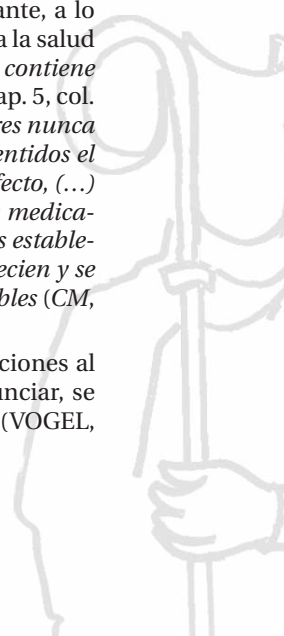 ante, a lo
a la salud
contiene
ap. 5, col.
res nunca
entidos el
fecto, (…)
medica-
s estable-
ecien y se
bles (CM,
ciones al
unciar, se
(VOGEL,